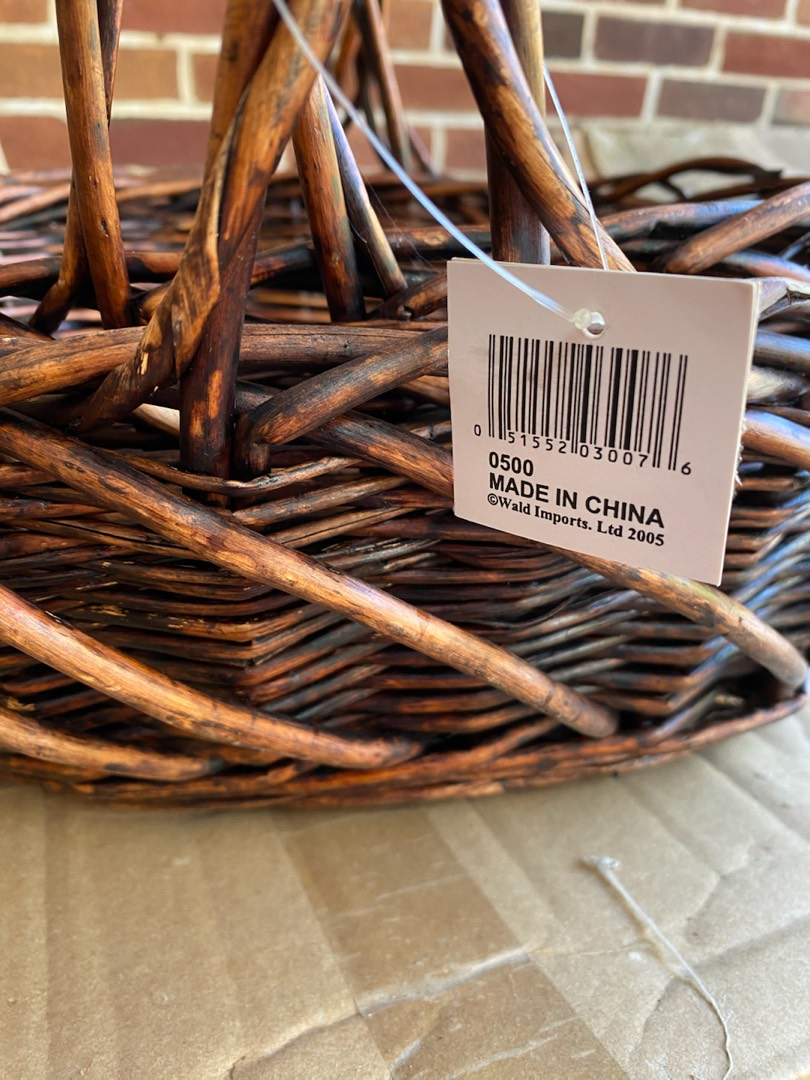 0 51552 03007 6
0500
MADE IN CHINA
©Wald Imports. Ltd 2005